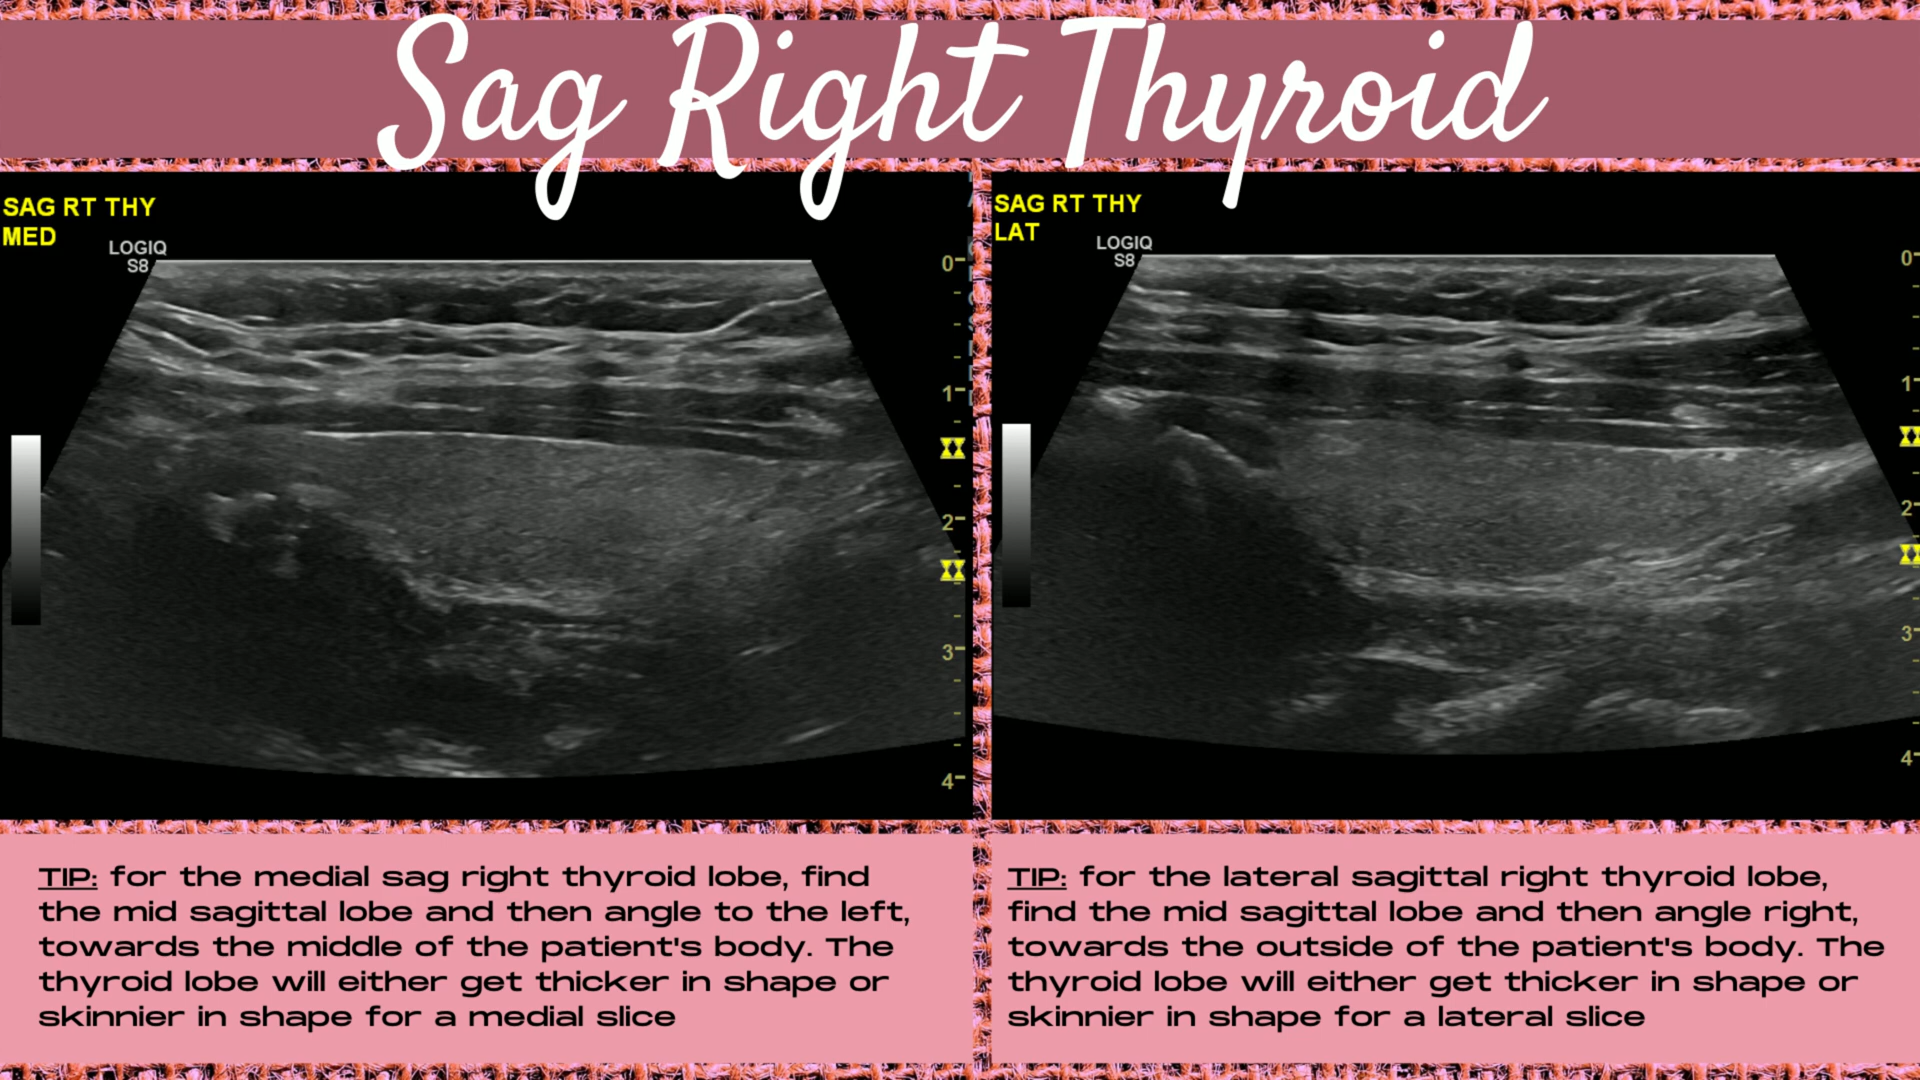 Sag Right Thyroid
SAG RT THY
MED
LOGIQ
S8
0
1
2
3
4
SAG RT THY
LAT
LOGIQ
S8
0
1
2
3
4
TIP: for the medial sag right thyroid lobe, find
the mid sagittal lobe and then angle to the left,
towards the middle of the patient's body. The
thyroid lobe will either get thicker in shape or
skinnier in shape for a medial slice
TIP: for the lateral sagittal right thyroid lobe,
find the mid sagittal lobe and then angle right,
towards the outside of the patient's body. The
thyroid lobe will either get thicker in shape or
skinnier in shape for a lateral slice